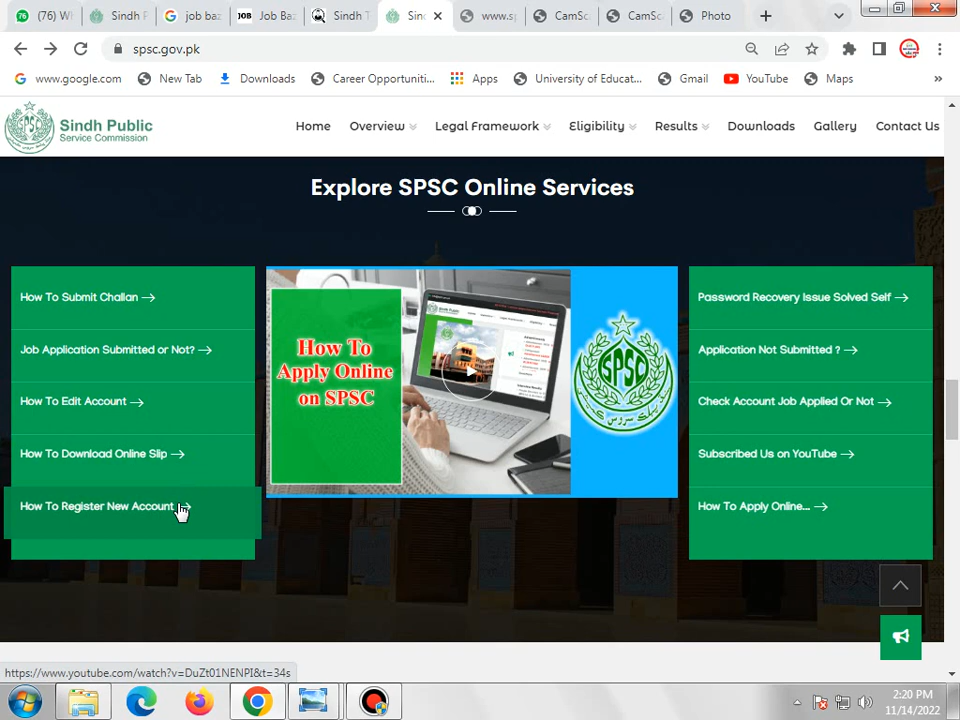 (76) W
Sindh P
job baz
JOB Job Baz
Sindh T
Sind
www.s
CamSc
CamSc
Photo
spsc.gov.pk
www.google.com
New Tab
Downloads
Career Opportuniti...
Apps
University of Educat...
Gmail
YouTube
Maps
»
Sindh Public
Service Commission
Home
Overview
Legal Framework
Eligibility
Results
Downloads
Gallery
Contact Us
Explore SPSC Online Services
How To Submit Challan
Job Application Submitted or Not?
How To Edit Account
How To Download Online Slip
How To Register New Account
How To
Apply Online
on SPSC
SPSC
Password Recovery Issue Solved Self
Application Not Submitted ?
Check Account Job Applied Or Not
Subscribed Us on YouTube
How To Apply Online...
https://www.youtube.com/watch?v=DuZt01NENPI&t=34s
2:20 PM
11/14/2022